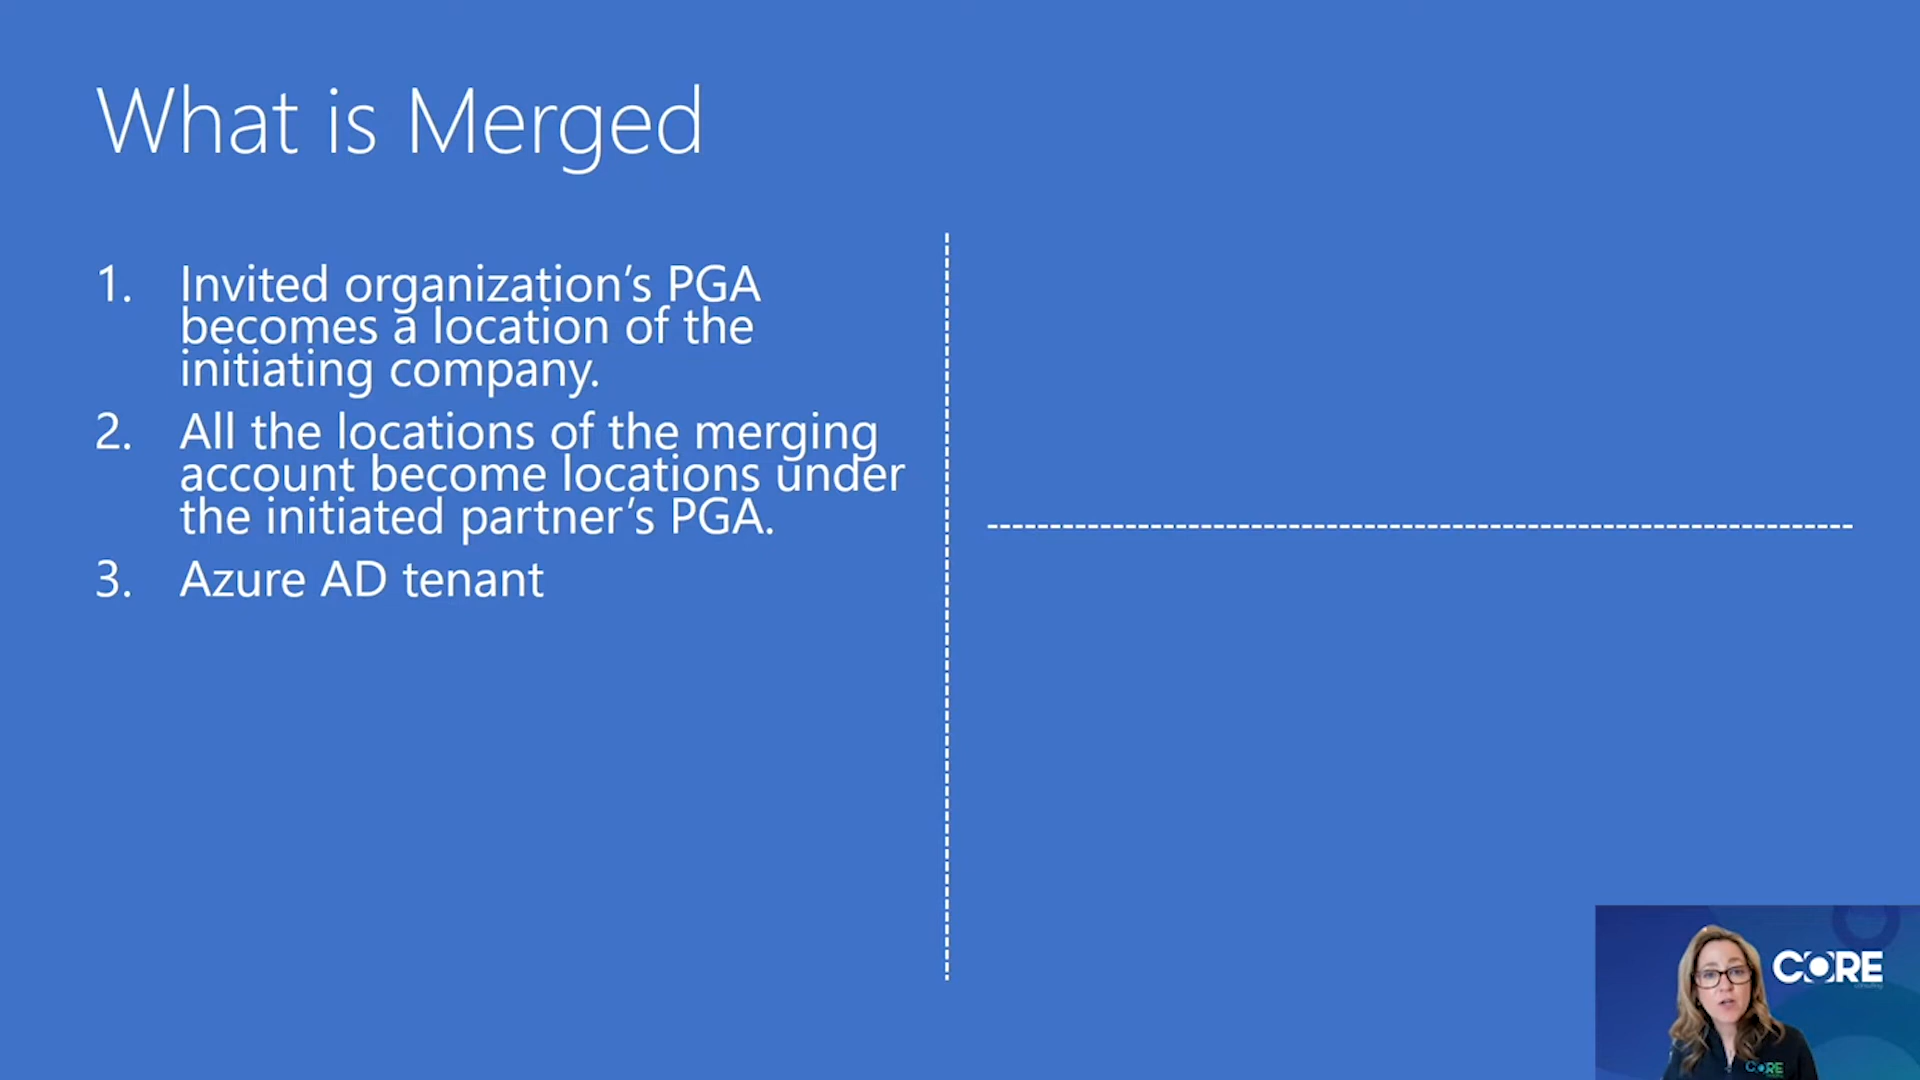 What is Merged
1. Invited organization’s PGA
becomes a location of the
initiating company.
2. All the locations of the merging
account become locations under
the initiated partner’s PGA.
3. Azure AD tenant
CORE
CORE